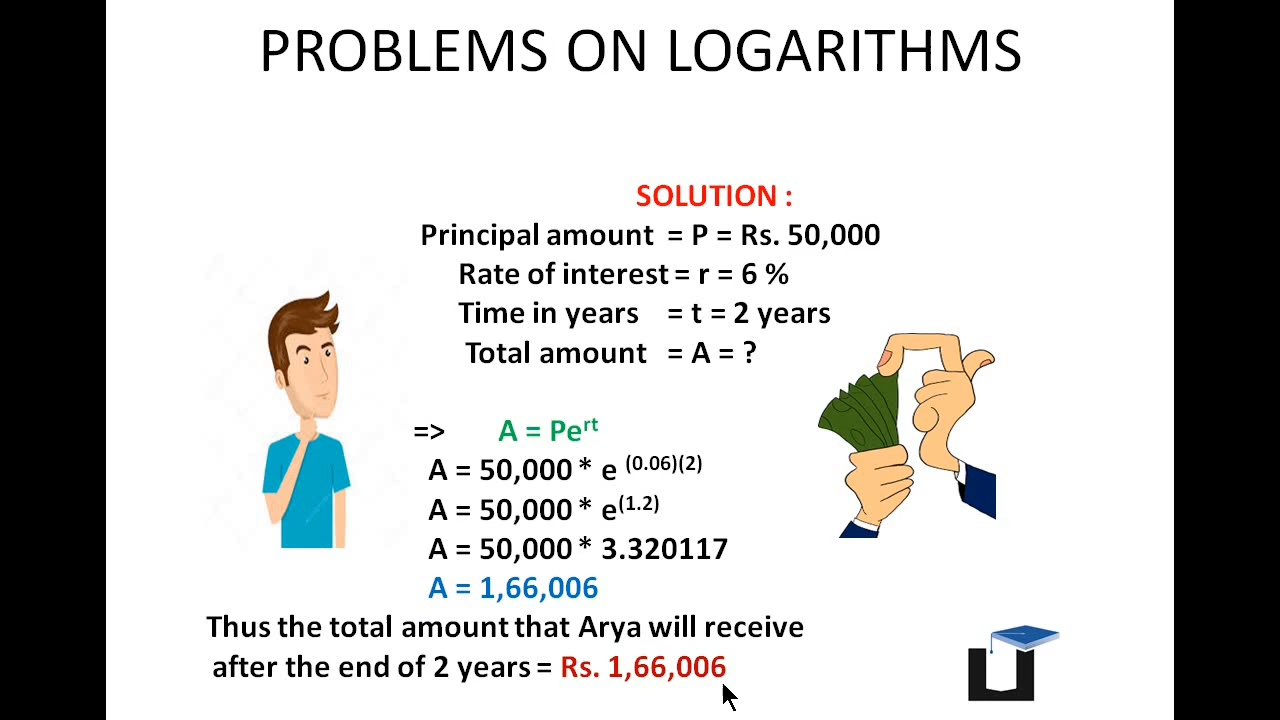 PROBLEMS ON LOGARITHMS
SOLUTION :
Principal amount = P = Rs. 50,000
Rate of interest = r = 6 %
Time in years = t = 2 years
Total amount = A = ?
=> A = Pe^rt
A = 50,000 * e ^(0.06)(2)
A = 50,000 * e^(1.2)
A = 50,000 * 3.320117
A = 1,66,006
Thus the total amount that Arya will receive
after the end of 2 years = Rs. 1,66,006